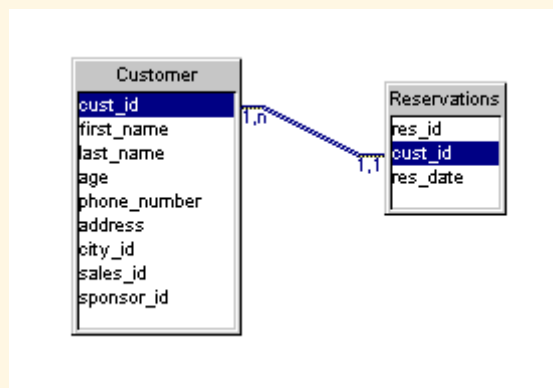 Customer
cust_id
first_name
last_name
age
phone_number
address
city_id
sales_id
sponsor_id
1,n
1,1
Reservations
res_id
cust_id
res_date